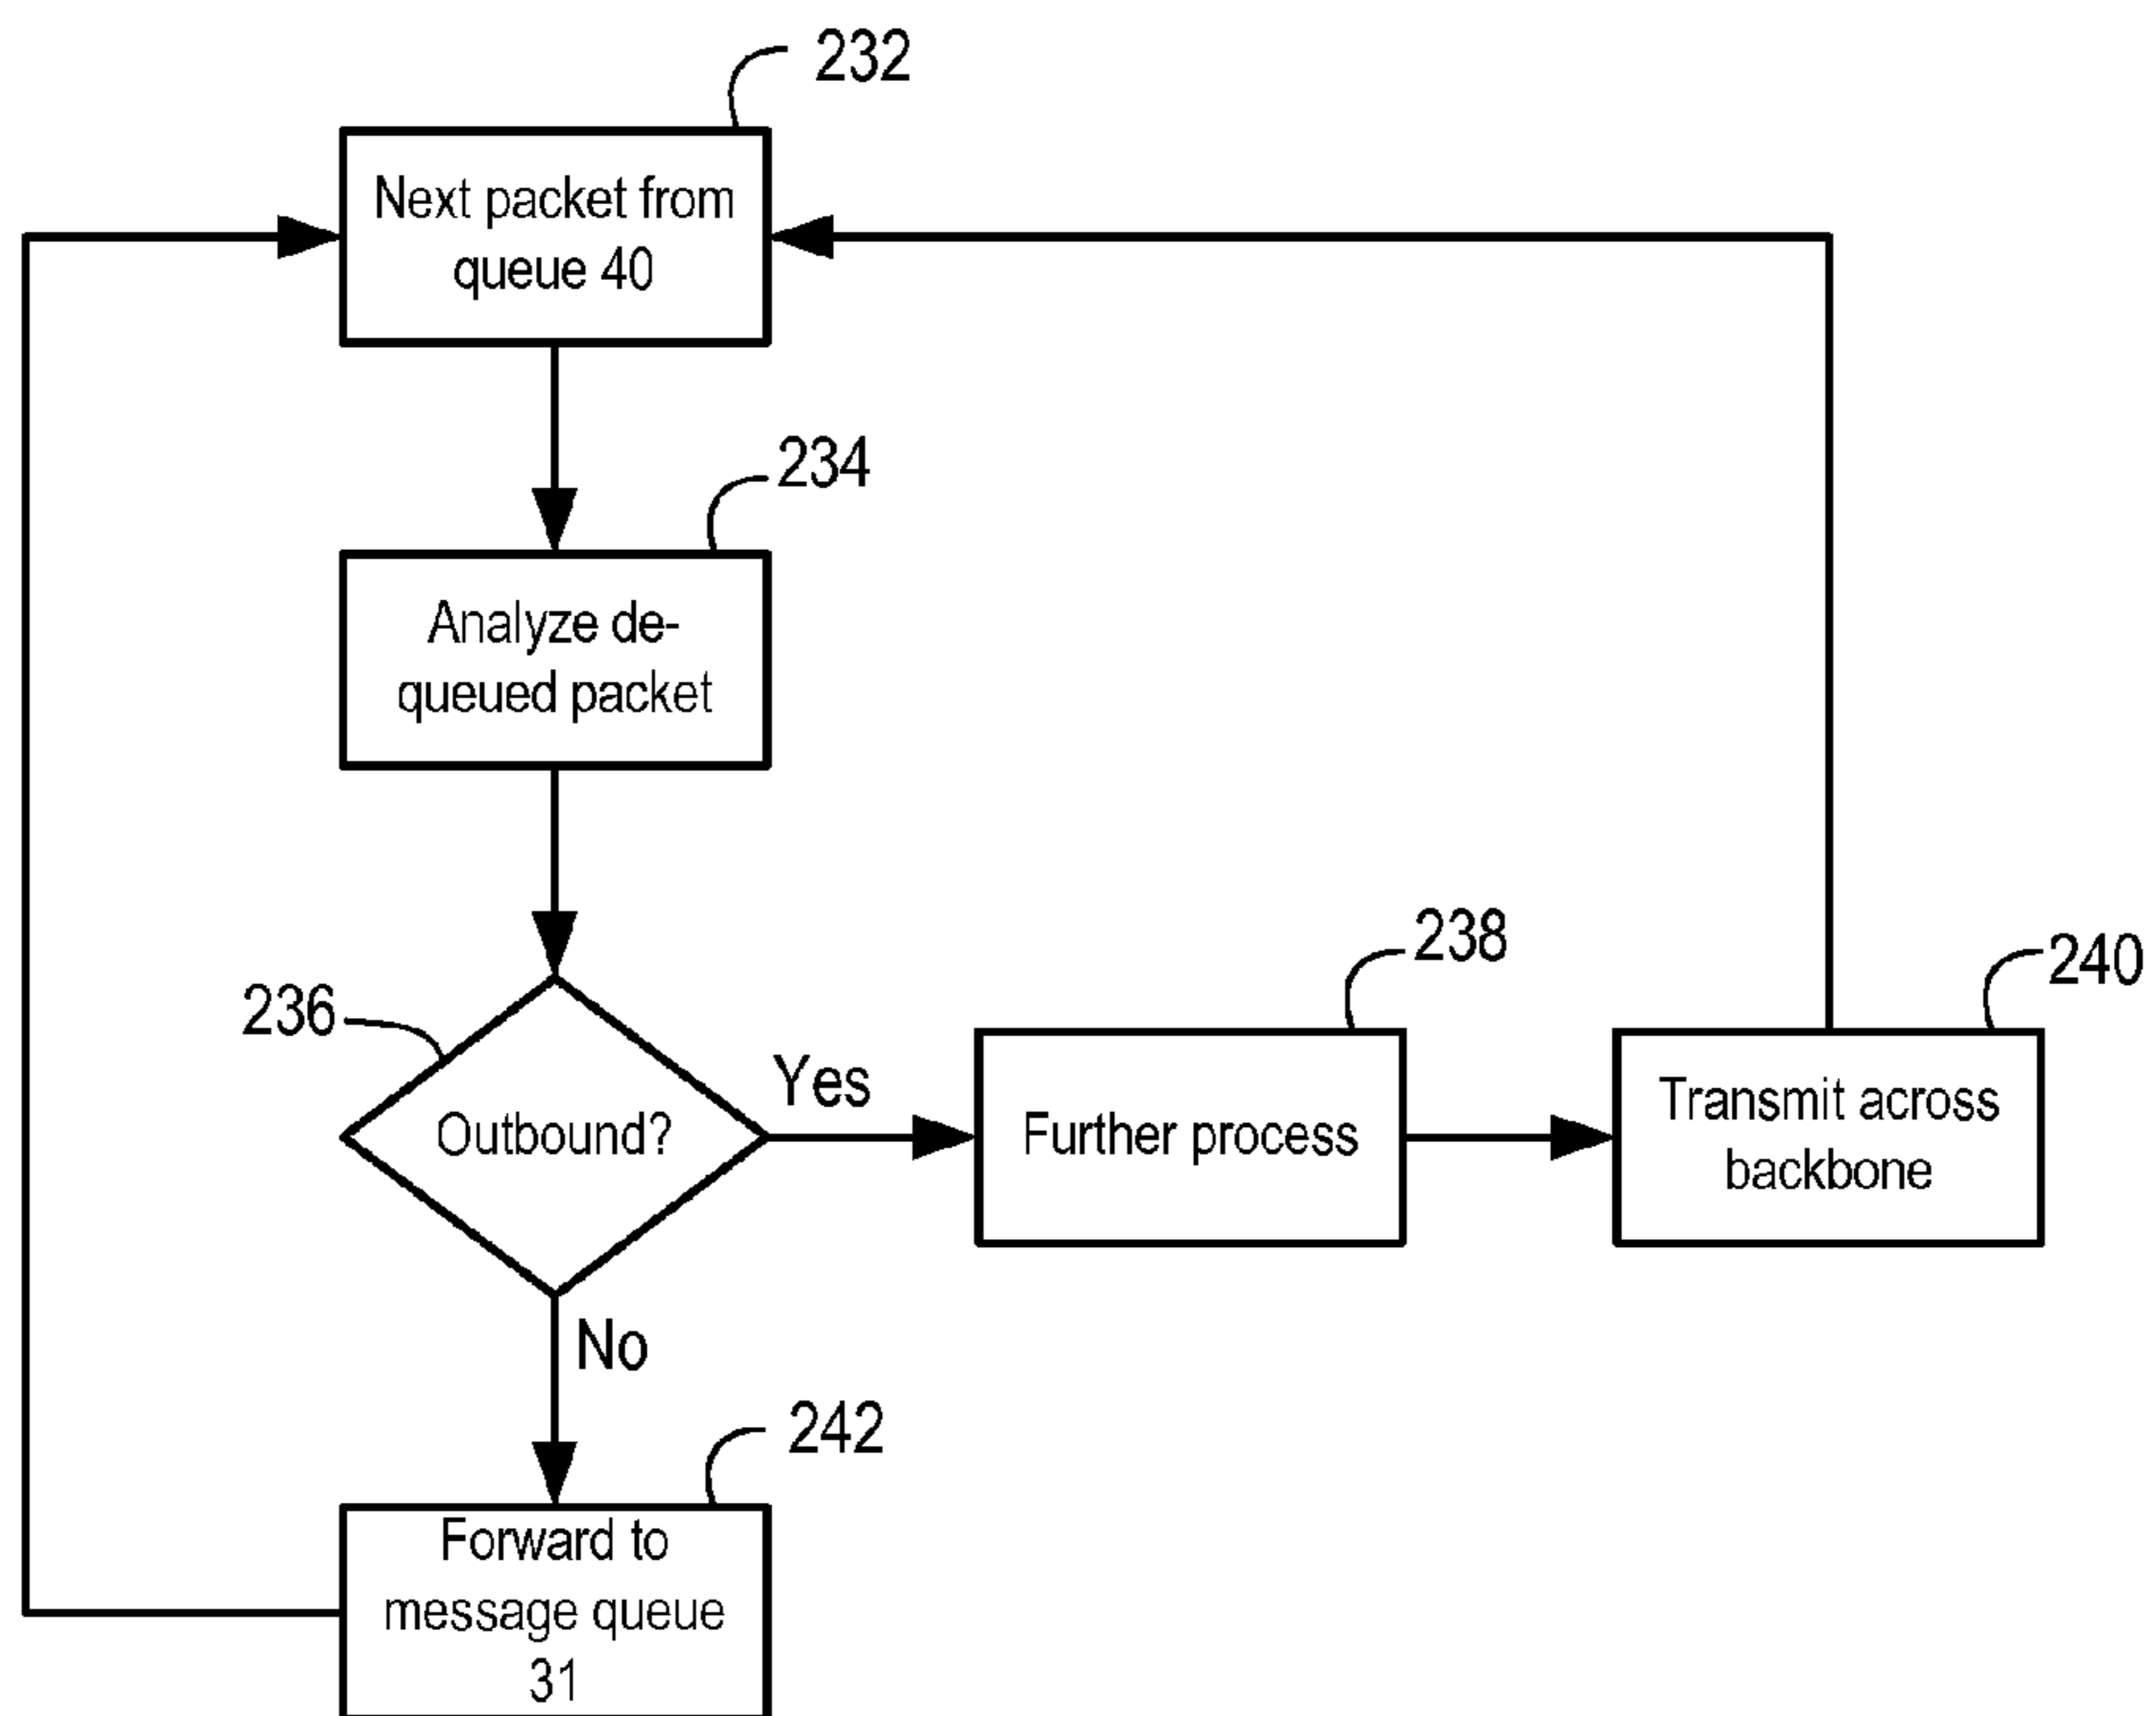 232
Next packet from
queue 40
234
Analyze de-
queued packet
236
Outbound?
Yes
238
Further process
240
Transmit across
backbone
No
242
Forward to
message queue
31